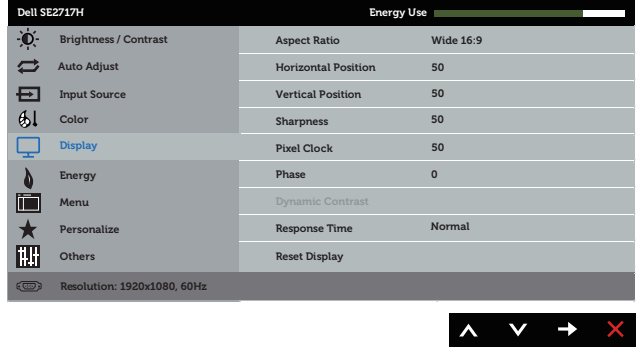 Dell SE2717H
Energy Use
Brightness / Contrast
Aspect Ratio
Wide 16:9
Auto Adjust
Horizontal Position
50
Input Source
Vertical Position
50
Color
Sharpness
50
Display
Pixel Clock
50
Energy
Phase
0
Menu
Dynamic Contrast
Personalize
Response Time
Normal
Others
Reset Display
Resolution: 1920x1080, 60Hz